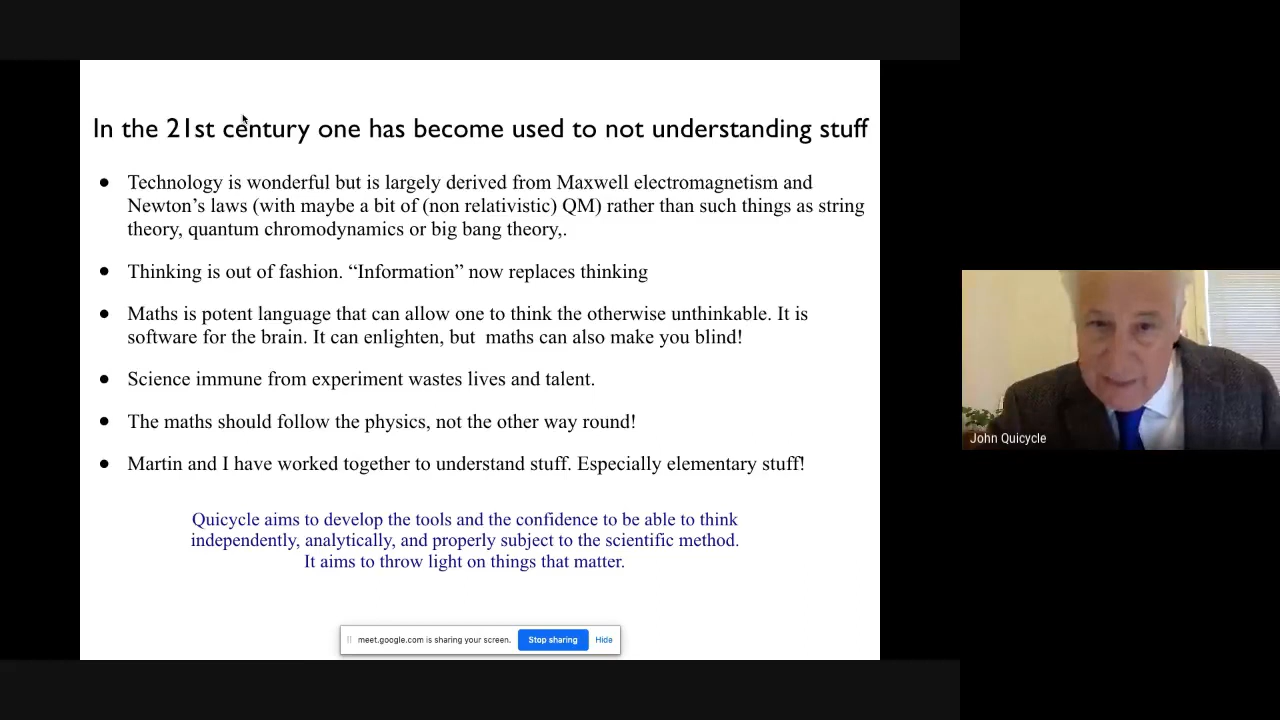 In the 21st century one has become used to not understanding stuff
● Technology is wonderful but is largely derived from Maxwell electromagnetism and
Newton's laws (with maybe a bit of (non relativistic) QM) rather than such things as string
theory, quantum chromodynamics or big bang theory,.
● Thinking is out of fashion. “Information” now replaces thinking
● Maths is potent language that can allow one to think the otherwise unthinkable. It is
software for the brain. It can enlighten, but  maths can also make you blind!
● Science immune from experiment wastes lives and talent.
● The maths should follow the physics, not the other way round!
● Martin and I have worked together to understand stuff. Especially elementary stuff!
Quicycle aims to develop the tools and the confidence to be able to think
independently, analytically, and properly subject to the scientific method.
It aims to throw light on things that matter.
meet.google.com is sharing your screen. Stop sharing Hide
John Quicycle